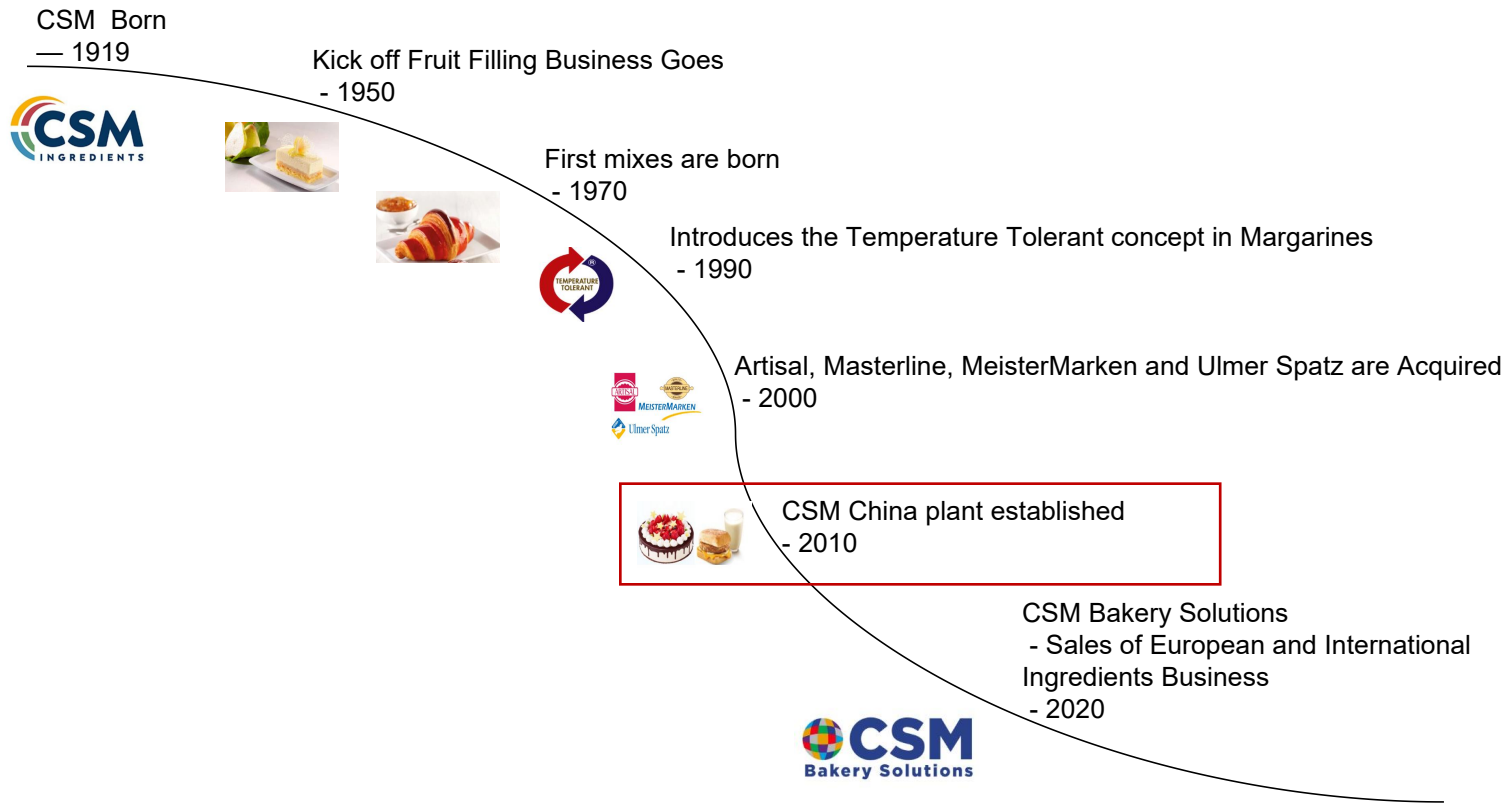 CSM Born
— 1919
Kick off Fruit Filling Business Goes
- 1950
CSM
INGREDIENTS
First mixes are born
- 1970
Introduces the Temperature Tolerant concept in Margarines
- 1990
®
TEMPERATURE
TOLERANT
Artisal, Masterline, MeisterMarken and Ulmer Spatz are Acquired
- 2000
ARTISAL
MASTERLINE
MEISTERMARKEN
Ulmer Spatz
CSM China plant established
- 2010
CSM Bakery Solutions
- Sales of European and International
Ingredients Business
- 2020
CSM
Bakery Solutions